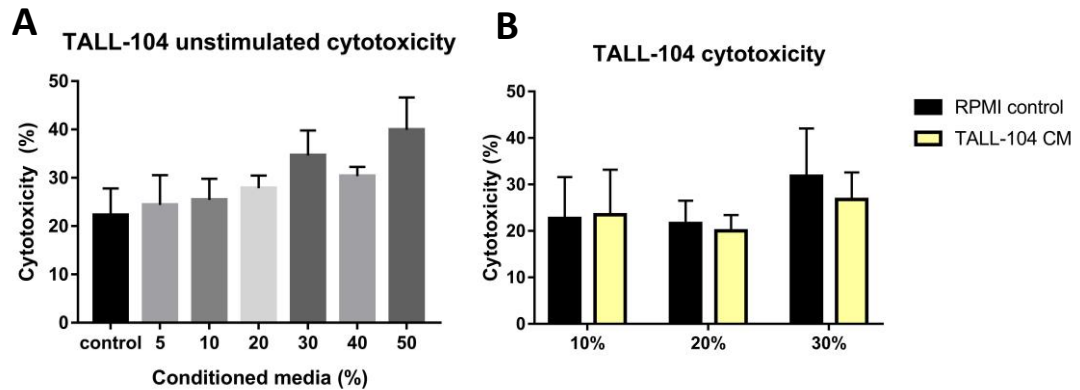 A
TALL-104 unstimulated cytotoxicity
Cytotoxicity (%)
50
40
30
20
10
0
control 5 10 20 30 40 50
Conditioned media (%)
B
TALL-104 cytotoxicity
Cytotoxicity (%)
50
40
30
20
10
0
10% 20% 30%
RPMI control
TALL-104 CM